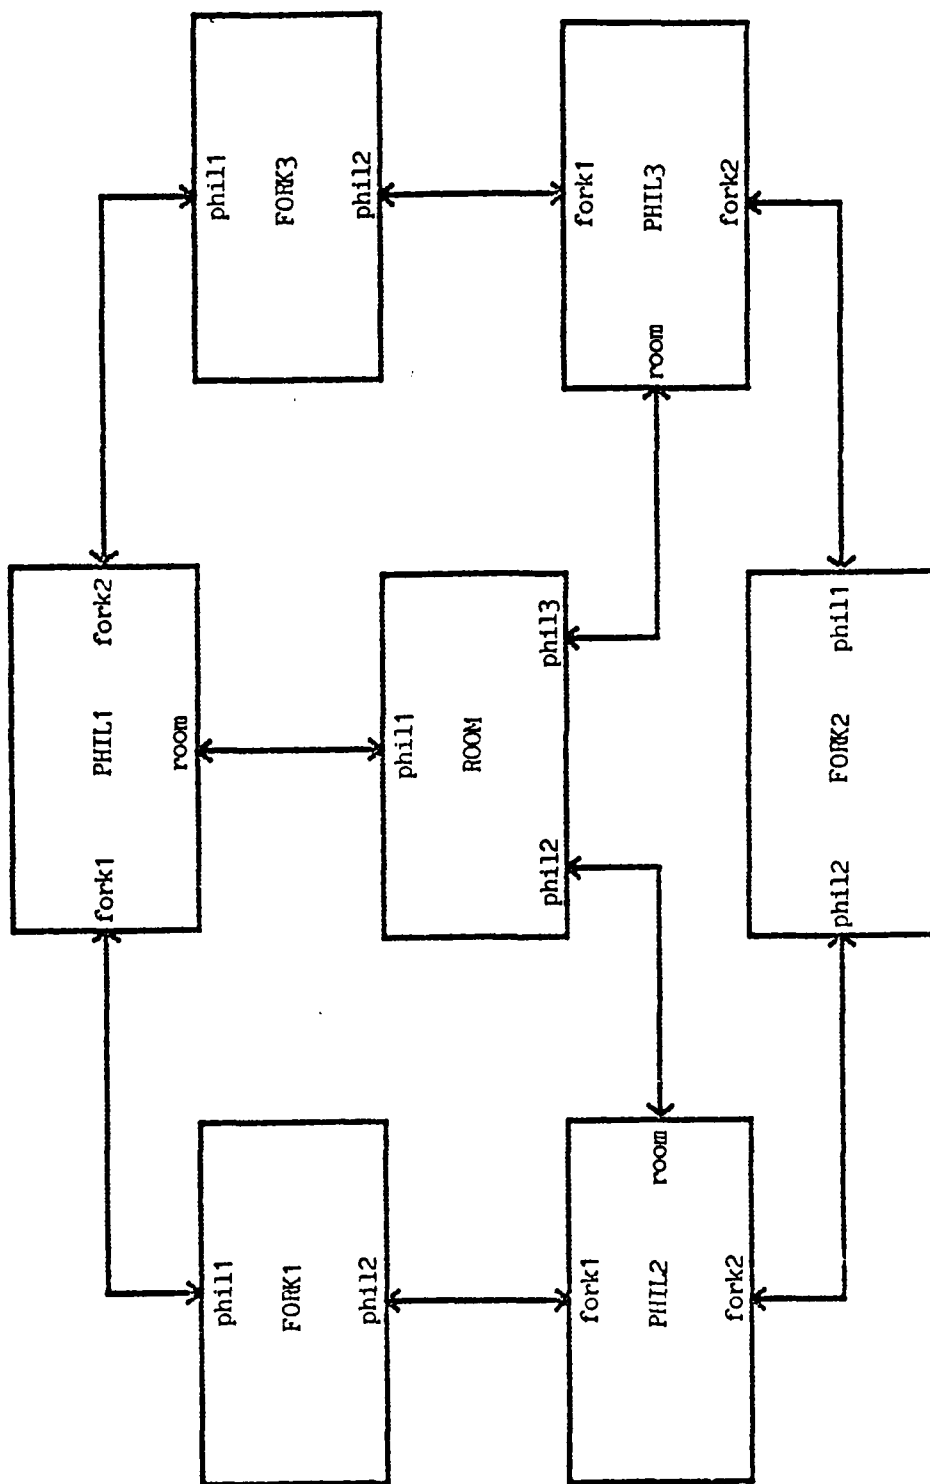 fork1 PHIL1 fork2
room
phil1
FORK1
phil2
phil1
FORK3
phil2
phil1
ROOM
phil2 phil3
fork1
PHIL2 room
fork2
fork1
room PHIL3
fork2
phil2 FORK2 phil1